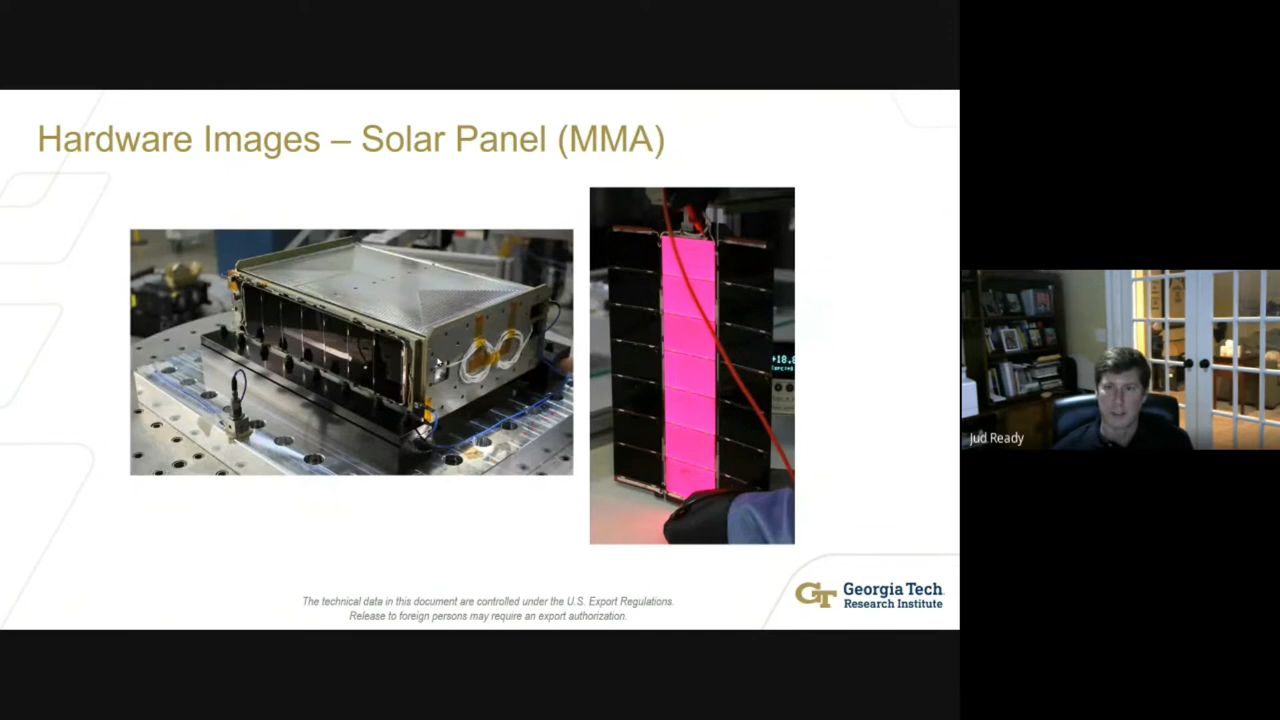 Hardware Images – Solar Panel (MMA)
Jud Ready
The technical data in this document are controlled under the U.S. Export Regulations.
Release to foreign persons may require an export authorization.
GT Georgia Tech
Research Institute